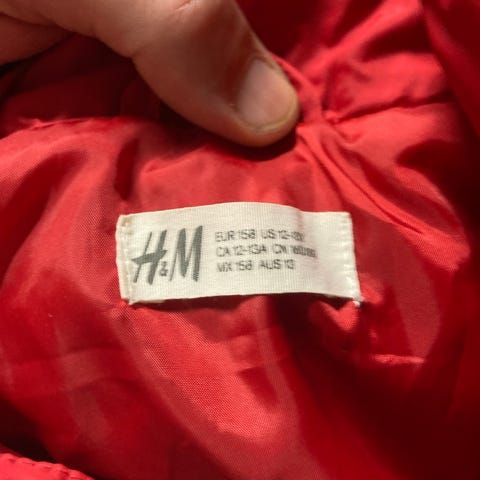 H&M
EUR 158 US 12-13Y
CA 12-13A CN
MX 158 AUS 13